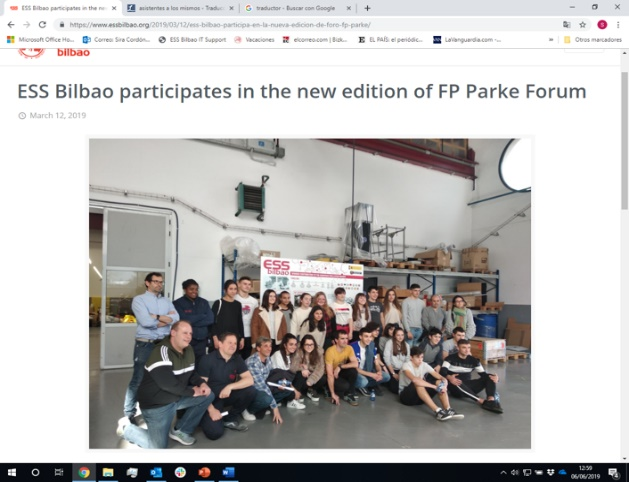 ESS Bilbao participates in the ne
asistentes a los mismos - Traduc
traductor - Buscar con Google
https://www.essbilbao.org/2019/03/12/ess-bilbao-participa-en-la-nueva-edicion-de-foro-fp-parke/
Microsoft Office Ho...
Correo: Sira Cordón...
ESS Bilbao IT Support
Vacaciones
elcorreo.com | Bizk...
EL PAÍS: el periódic...
LaVanguardia.com -...
»
Otros marcadores
bilbao
ESS Bilbao participates in the new edition of FP Parke Forum
March 12, 2019
ESS
bilbao
12:59
06/06/2019